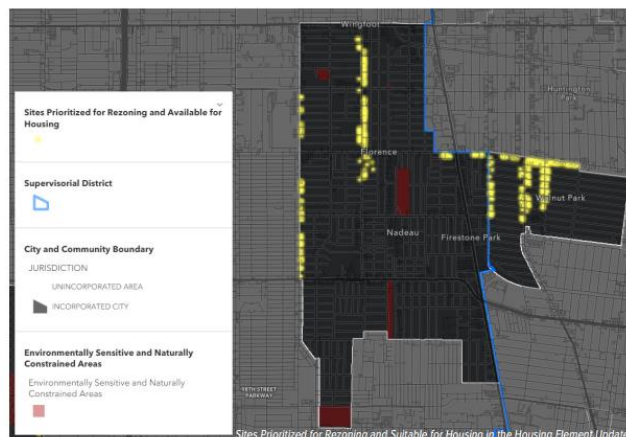 Wingfoot
Huntington
Park
Sites Prioritized for Rezoning and Available for
Housing
Florence
Supervisorial District
Walnut Park
Nadeau
Firestone Park
City and Community Boundary
JURISDICTION
UNINCORPORATED AREA
INCORPORATED CITY
Environmentally Sensitive and Naturally
Constrained Areas
Environmentally Sensitive and Naturally
Constrained Areas
98TH STREET
PARKWAY
Sites Prioritized for Rezoning and Suitable for Housing in the Housing Element Update